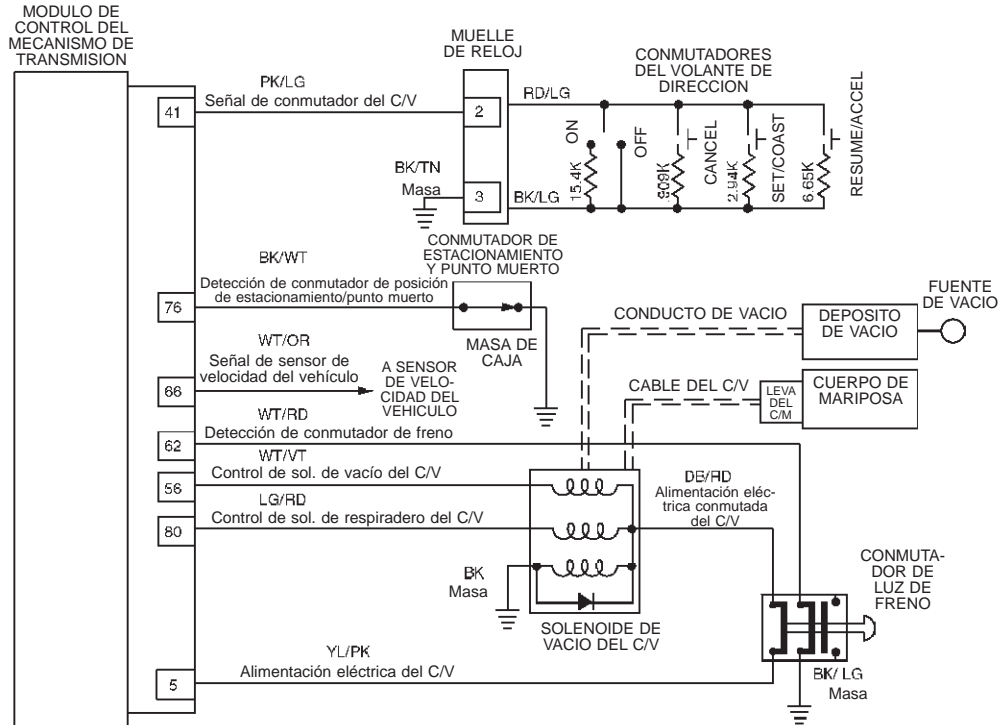 MODULO DE
CONTROL DEL
MECANISMO DE
TRANSMISION
MUELLE
DE RELOJ
CONMUTADORES
DEL VOLANTE DE
DIRECCION
PK/LG
41
Señal de conmutador del C/V
2
RD/LG
ON
OFF
CANCEL
SET/COAST
RESUME/ACCEL
15.4K
.909K
2.94K
6.65K
BK/TN
Masa
3
BK/LG
CONMUTADOR DE
ESTACIONAMIENTO
Y PUNTO MUERTO
BK/WT
76
Detección de conmutador de posición
de estacionamiento/punto muerto
MASA DE
CAJA
CONDUCTO DE VACIO
DEPOSITO
DE VACIO
FUENTE
DE VACIO
WT/OR
66
Señal de sensor de
velocidad del vehículo
A SENSOR
DE VELO-
CIDAD DEL
VEHICULO
CABLE DEL C/V
LEVA
DEL
C/M
CUERPO DE
MARIPOSA
WT/RD
62
Detección de conmutador de freno
WT/VT
56
Control de sol. de vacío del C/V
LG/RD
80
Control de sol. de respiradero del C/V
DB/RD
Alimentación eléc-
trica conmutada
del C/V
BK
Masa
SOLENOIDE DE
VACIO DEL C/V
CONMUTA-
DOR DE
LUZ DE
FRENO
YL/PK
5
Alimentación eléctrica del C/V
BK/ LG
Masa